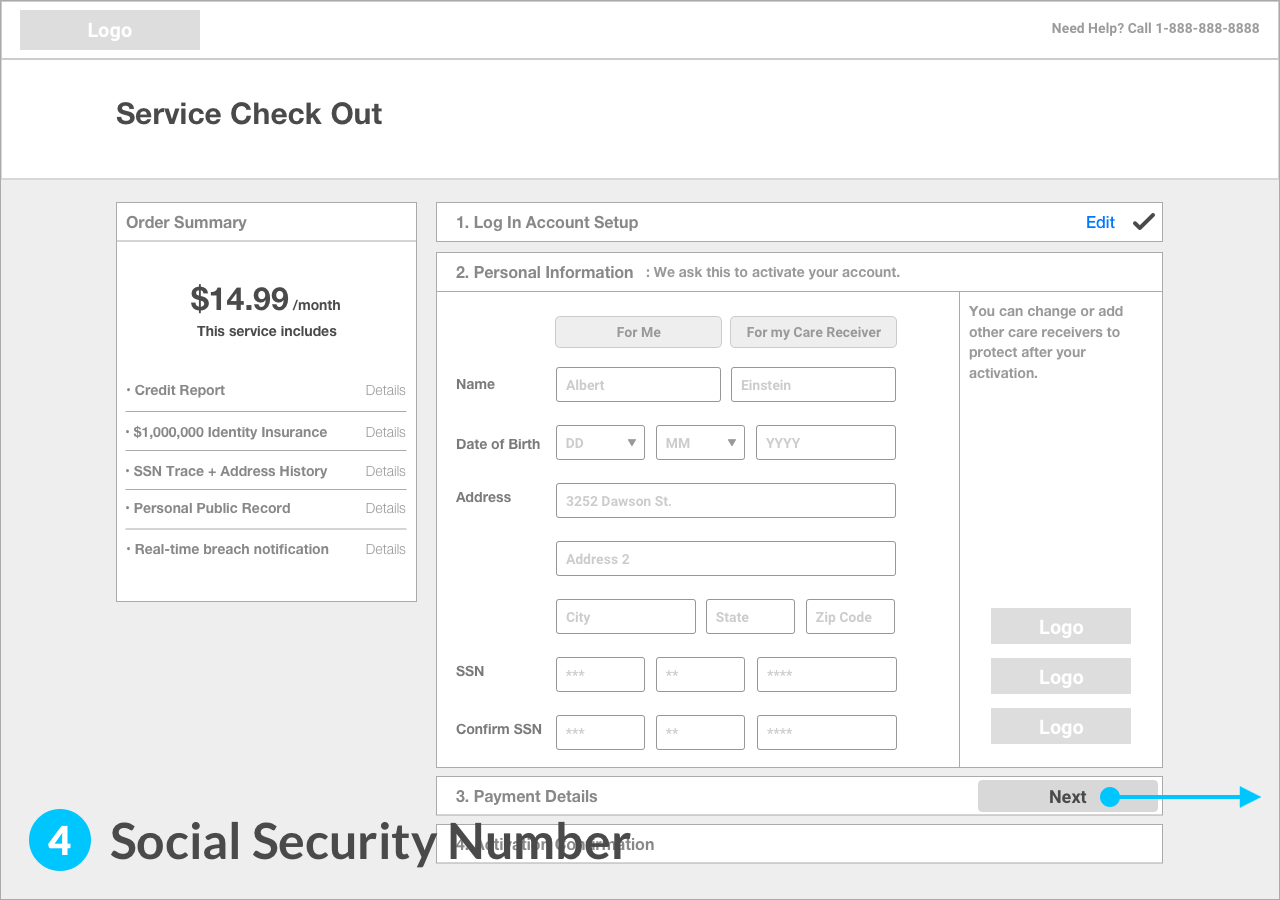 Logo
Need Help? Call 1-888-888-8888
Service Check Out
Order Summary
$14.99 /month
This service includes
• Credit Report Details
• $1,000,000 Identity Insurance Details
• SSN Trace + Address History Details
• Personal Public Record Details
• Real-time breach notification Details
1. Log In Account Setup Edit
2. Personal Information : We ask this to activate your account.
For Me For my Care Receiver
Name Albert Einstein
Date of Birth DD MM YYYY
Address 3252 Dawson St.
Address 2
City State Zip Code
SSN *** ** ****
Confirm SSN *** ** ****
You can change or add
other care receivers to
protect after your
activation.
Logo
Logo
Logo
3. Payment Details Next
4. Activation Confirmation
4 Social Security Number